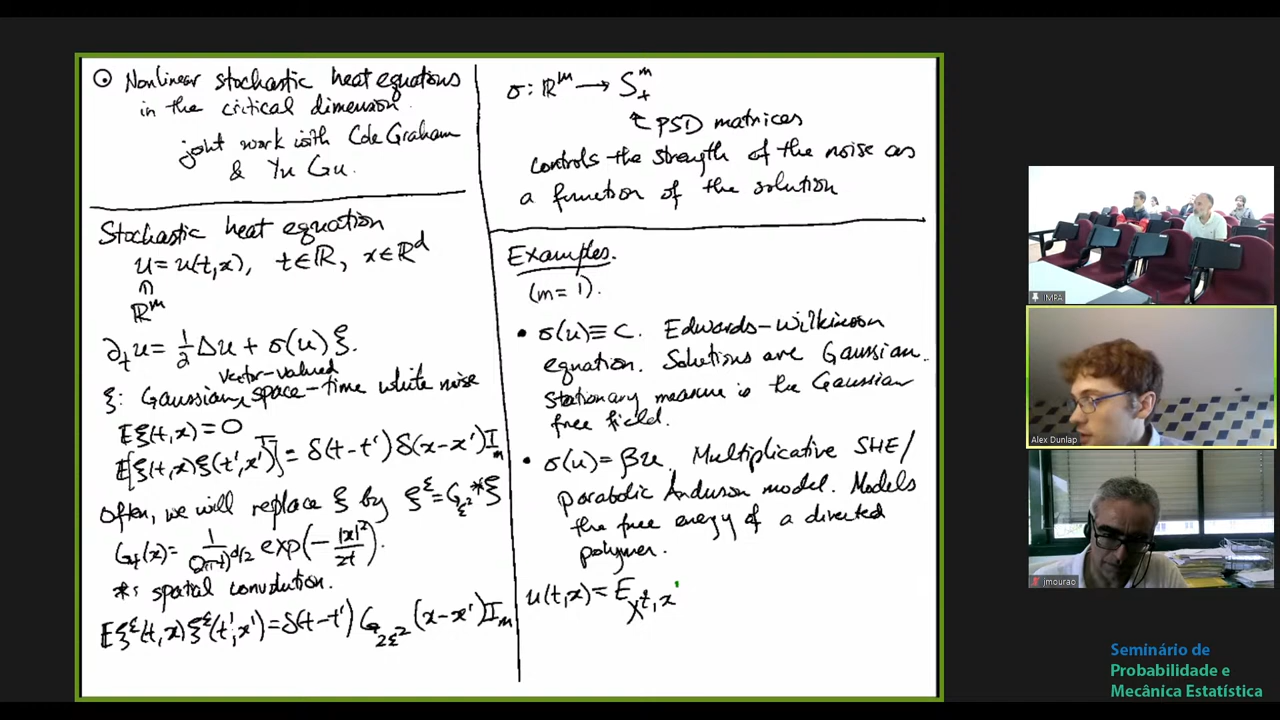 ⊙ Nonlinear stochastic heat equations
in the critical dimension.
joint work with Cole Graham
& Yu Gu.
Stochastic heat equation
u = u(t,x), t∈ℝ, x∈ℝ^d
⇑
ℝ^m
∂_t u = 1/2 Δu + σ(u) ξ.
vector-valued
ξ: Gaussian space-time white noise
𝔼ξ(t,x) = 0
𝔼[ξ(t,x)ξ(t',x')^T] = δ(t-t') δ(x-x') I_m
Often, we will replace ξ by ξ^ε = G_{ε²} * ξ
G_t(x) = 1/(2πt)^{d/2} exp(-|x|²/2t).
*: spatial convolution.
𝔼ξ^ε(t,x)ξ^ε(t',x') = δ(t-t') G_{2ε²}(x-x') I_m
σ: ℝ^m → S_+^m
↖ PSD matrices
controls the strength of the noise as
a function of the solution
Examples.
(m=1).
• σ(u) ≡ C. Edwards-Wilkinson
equation. Solutions are Gaussian.
stationary measure is the Gaussian
free field.
• σ(u) = βu. Multiplicative SHE/
parabolic Anderson model. Models
the free energy of a directed
polymer.
u(t,x) = E_{X^{t,x}}
IMPA
Alex Dunlap
jmourao
Seminário de
Probabilidade e
Mecânica Estatística